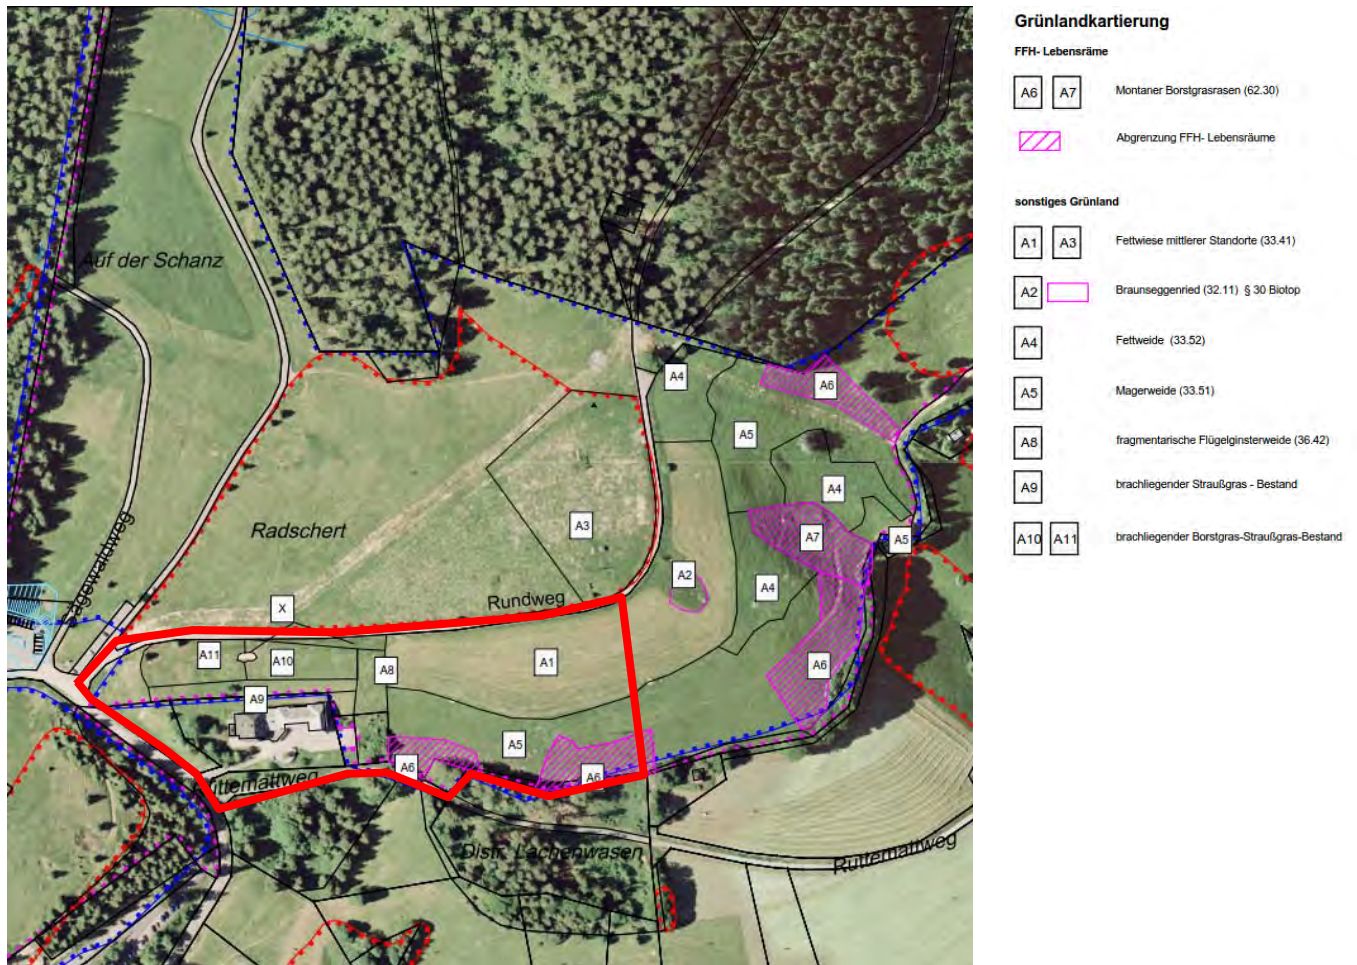 Grünlandkartierung
FFH- Lebensräme
A6 A7 Montaner Borstgrasrasen (62.30)
Abgrenzung FFH- Lebensräume
sonstiges Grünland
A1 A3 Fettwiese mittlerer Standorte (33.41)
A2 Braunseggenried (32.11) § 30 Biotop
A4 Fettweide (33.52)
A5 Magerweide (33.51)
A8 fragmentarische Flügelginsterweide (36.42)
A9 brachliegender Straußgras - Bestand
A10 A11 brachliegender Borstgras-Straußgras-Bestand
Auf der Schanz
A4
A6
A5
A4
Radschert
A3
A7
A5
Jägewaldweg
A2
A4
X
Rundweg
A11
A10
A8
A1
A6
A9
A5
A6
A6
Rüttemattweg
Distr. Lachenwasen
Rüttemattweg